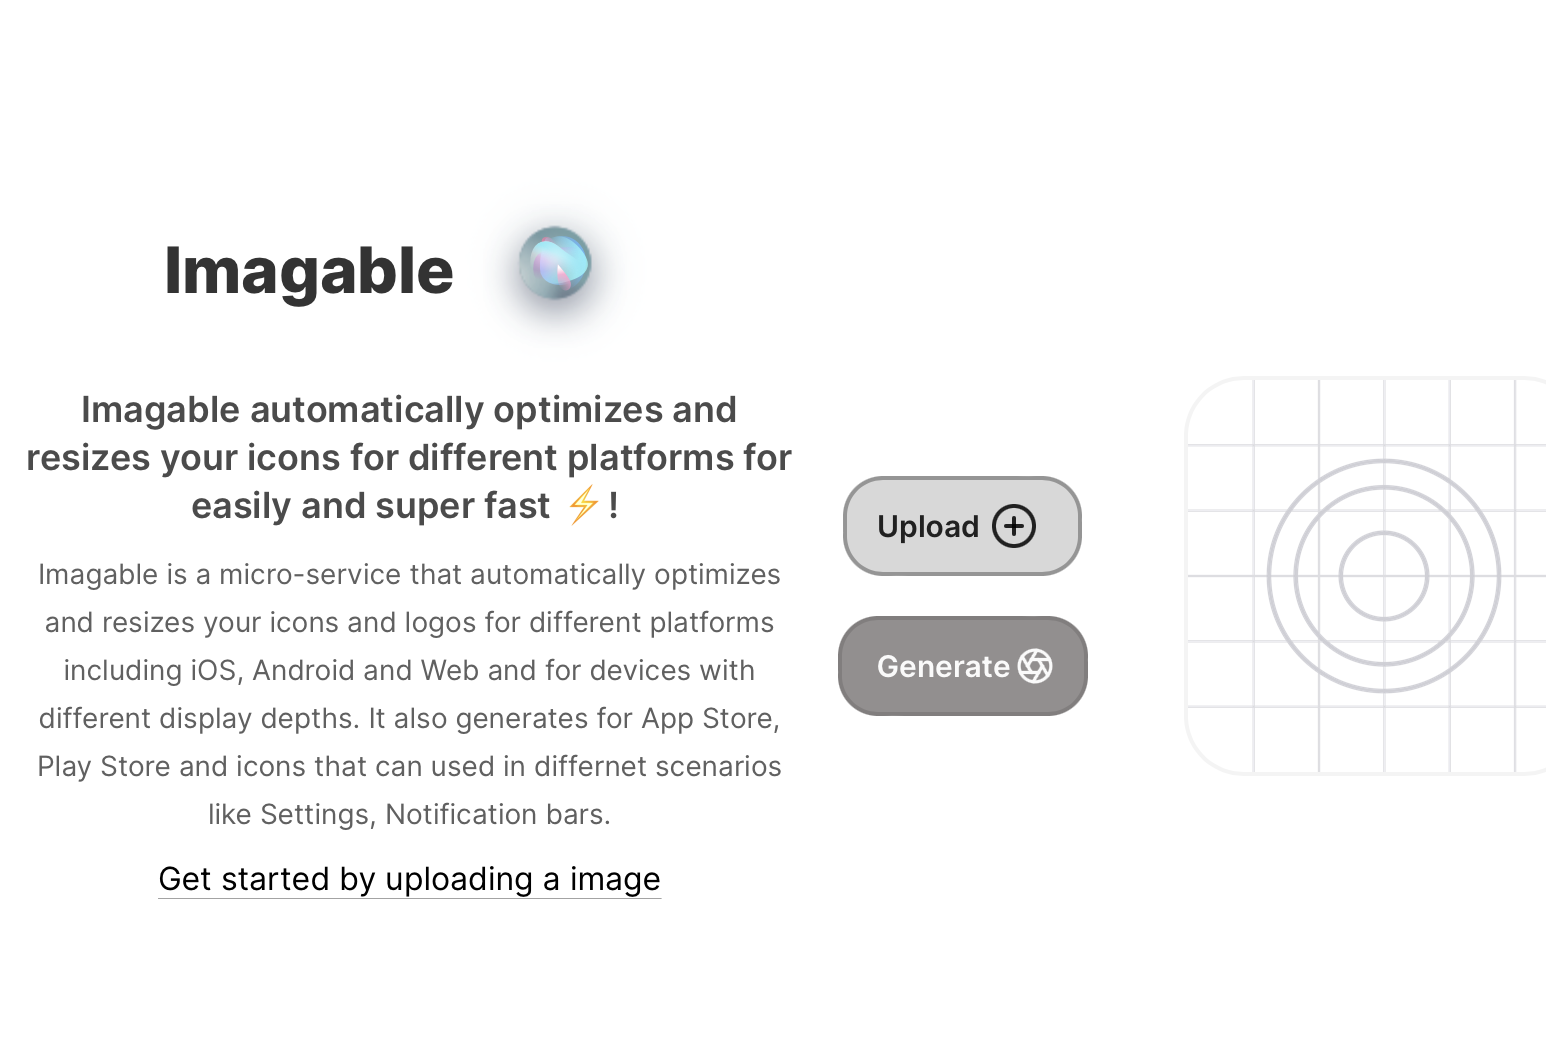 Imagable
Imagable automatically optimizes and
resizes your icons for different platforms for
easily and super fast ⚡!
Imagable is a micro-service that automatically optimizes
and resizes your icons and logos for different platforms
including iOS, Android and Web and for devices with
different display depths. It also generates for App Store,
Play Store and icons that can used in differnet scenarios
like Settings, Notification bars.
Get started by uploading a image
Upload
Generate